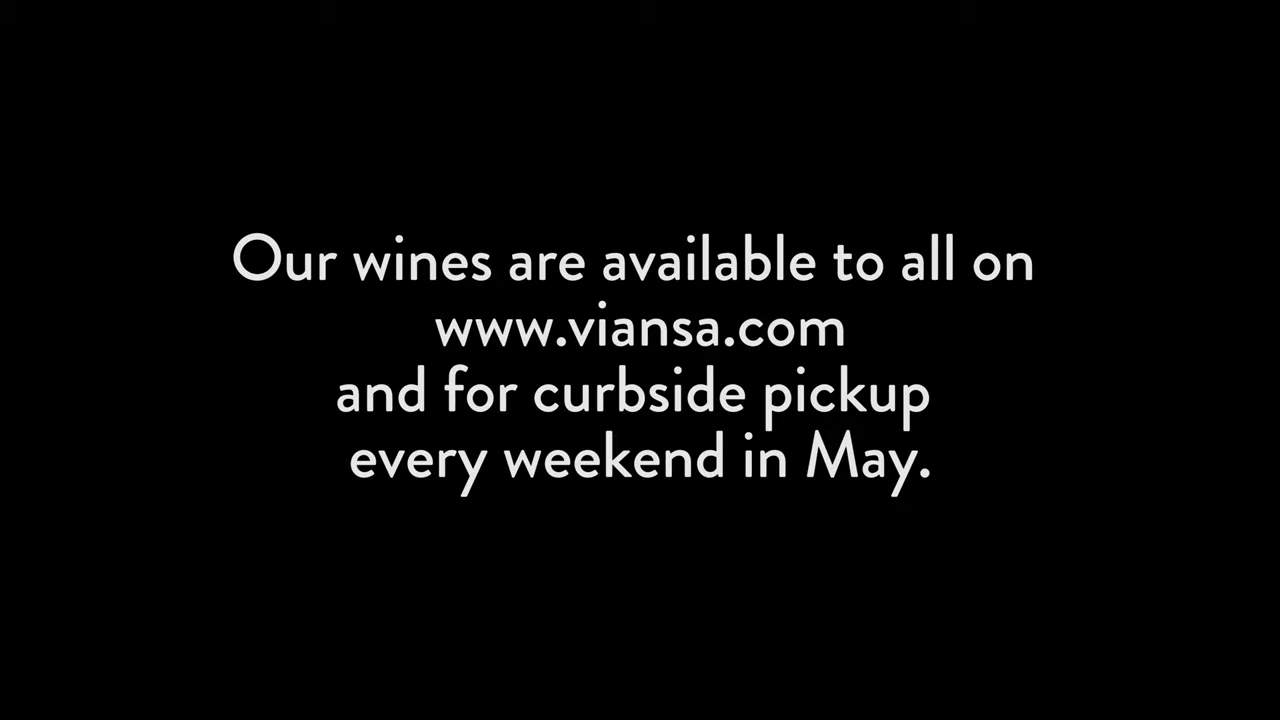 Our wines are available to all on
www.viansa.com
and for curbside pickup
every weekend in May.